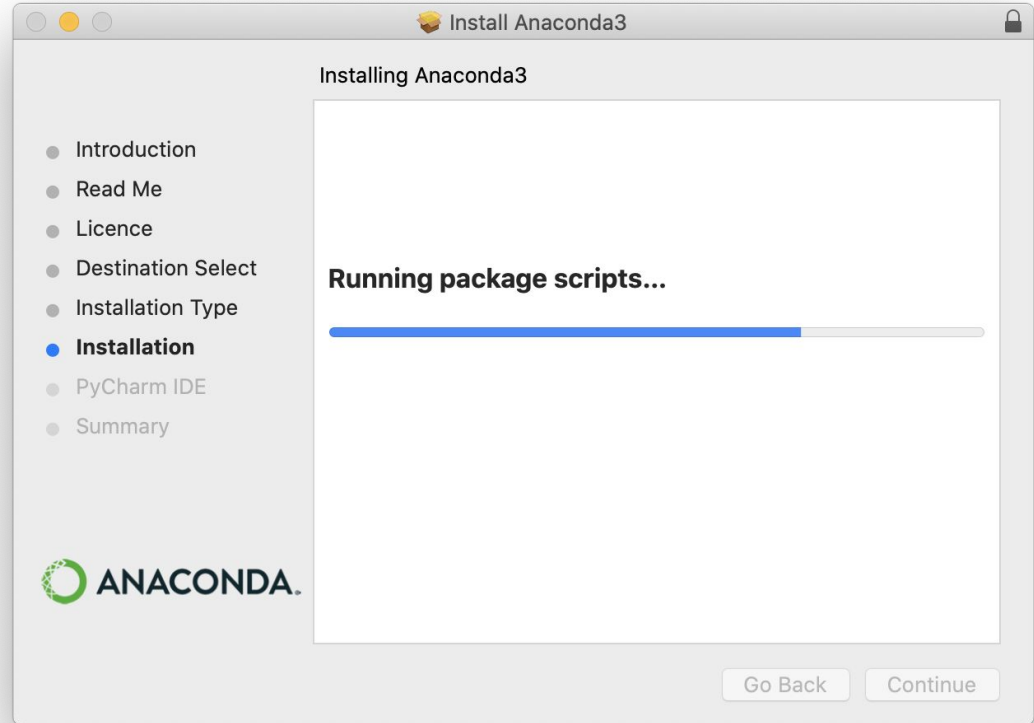 Install Anaconda3
Installing Anaconda3
Introduction
Read Me
Licence
Destination Select
Installation Type
Installation
PyCharm IDE
Summary
Running package scripts...
ANACONDA.
Go Back
Continue